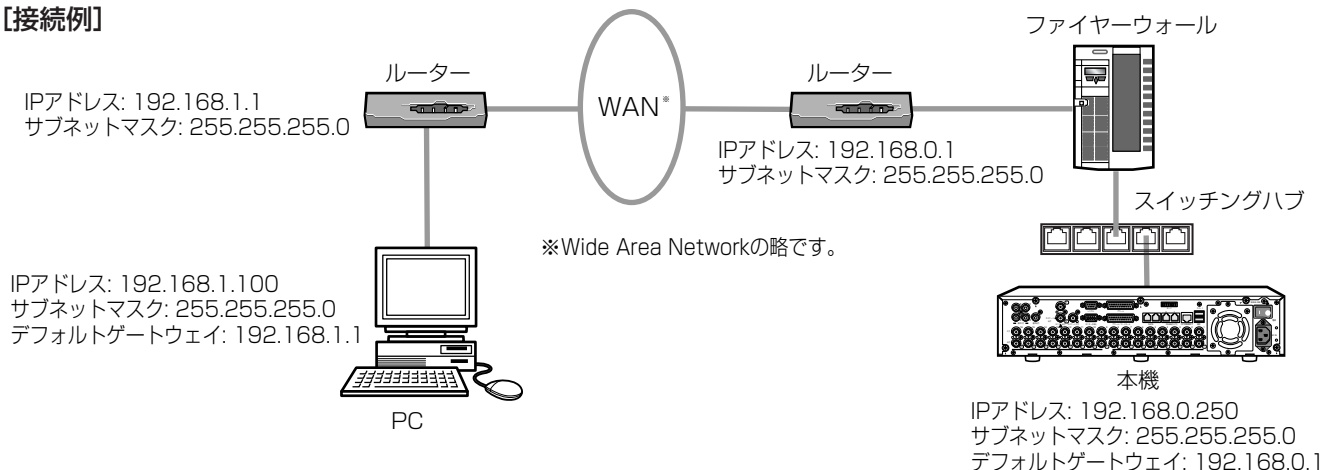 [接続例]
ファイヤーウォール
ルーター
ルーター
WAN※
IPアドレス: 192.168.1.1
サブネットマスク: 255.255.255.0
IPアドレス: 192.168.0.1
サブネットマスク: 255.255.255.0
スイッチングハブ
※Wide Area Networkの略です。
IPアドレス: 192.168.1.100
サブネットマスク: 255.255.255.0
デフォルトゲートウェイ: 192.168.1.1
PC
本機
IPアドレス: 192.168.0.250
サブネットマスク: 255.255.255.0
デフォルトゲートウェイ: 192.168.0.1